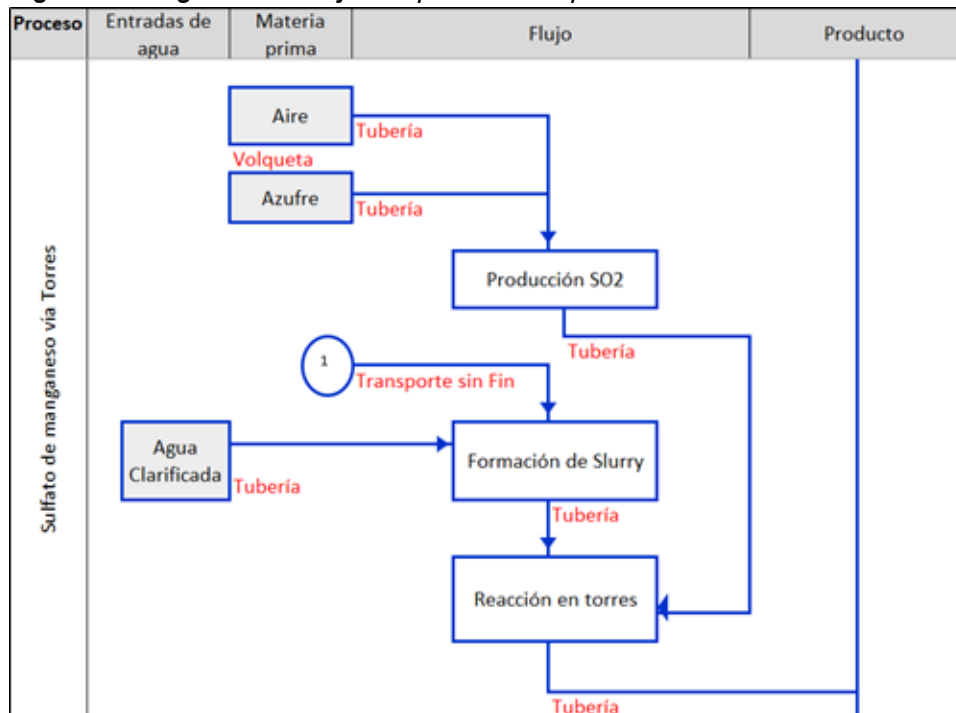 Proceso
Entradas de
agua
Materia
prima
Flujo
Producto
Sulfato de manganeso via Torres
Aire
Tubería
Volqueta
Azufre
Tubería
Producción SO2
Tubería
1
Transporte sin Fin
Agua
Clarificada
Tubería
Formación de Slurry
Tubería
Reacción en torres
Tubería